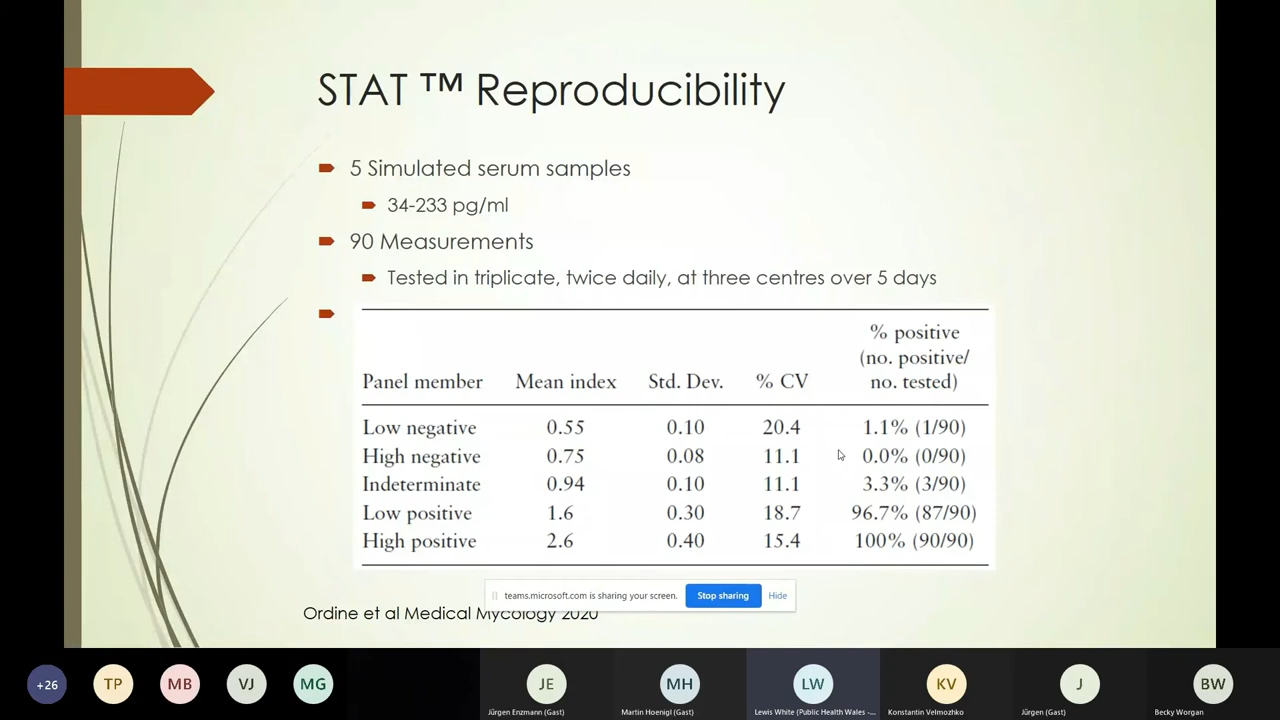 STAT ™ Reproducibility
5 Simulated serum samples
34-233 pg/ml
90 Measurements
Tested in triplicate, twice daily, at three centres over 5 days
% positive
(no. positive/
Panel member Mean index Std. Dev. % CV no. tested)
Low negative 0.55 0.10 20.4 1.1% (1/90)
High negative 0.75 0.08 11.1 0.0% (0/90)
Indeterminate 0.94 0.10 11.1 3.3% (3/90)
Low positive 1.6 0.30 18.7 96.7% (87/90)
High positive 2.6 0.40 15.4 100% (90/90)
teams.microsoft.com is sharing your screen. Stop sharing Hide
Ordine et al Medical Mycology 2020
+26 TP MB VJ MG JE MH LW KV J BW
Jürgen Enzmann (Gast) Martin Hoenigl (Gast) Lewis White (Public Health Wales -... Konstantin Velmozhko Jürgen (Gast) Becky Worgan